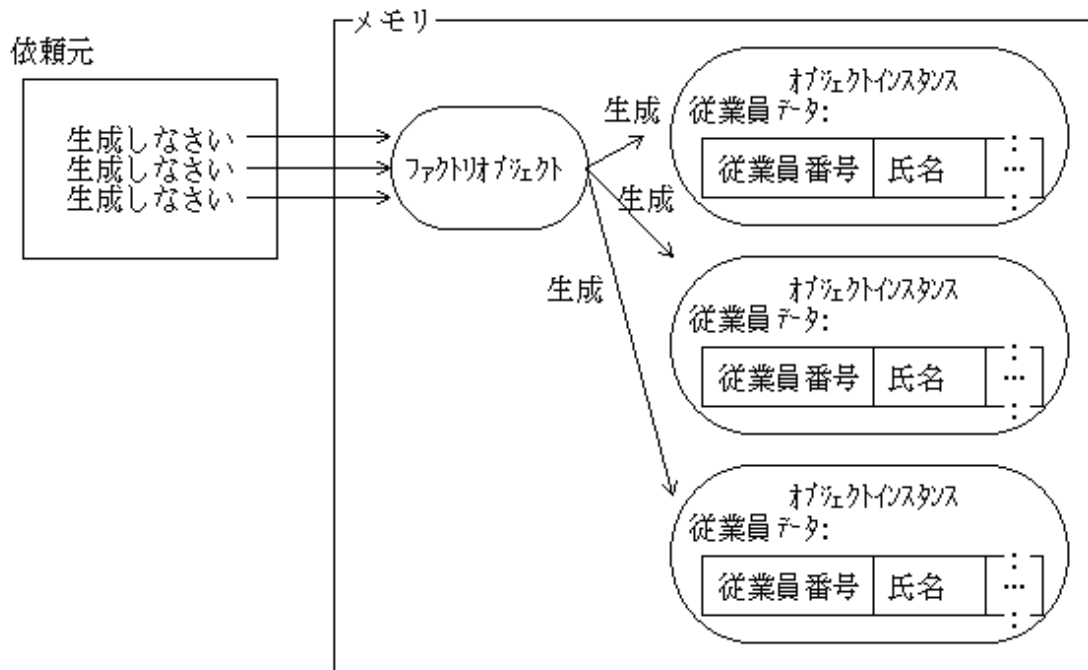 メモリ
依頼元
生成しなさい
生成しなさい
生成しなさい
ファクトリオブジェクト
生成
生成
生成
オブジェクトインスタンス
従業員データ:
従業員番号 氏名 …
オブジェクトインスタンス
従業員データ:
従業員番号 氏名 …
オブジェクトインスタンス
従業員データ:
従業員番号 氏名 …